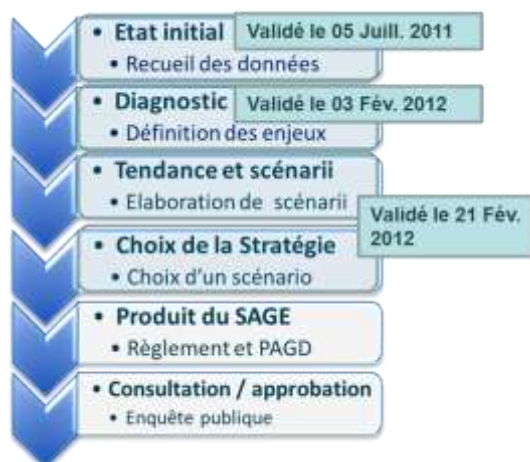 • Etat initial Validé le 05 Juill. 2011
• Recueil des données
• Diagnostic Validé le 03 Fév. 2012
• Définition des enjeux
• Tendance et scénarii
• Elaboration de scénarii
Validé le 21 Fév.
2012
• Choix de la Stratégie
• Choix d'un scénario
• Produit du SAGE
• Règlement et PAGD
• Consultation / approbation
• Enquête publique